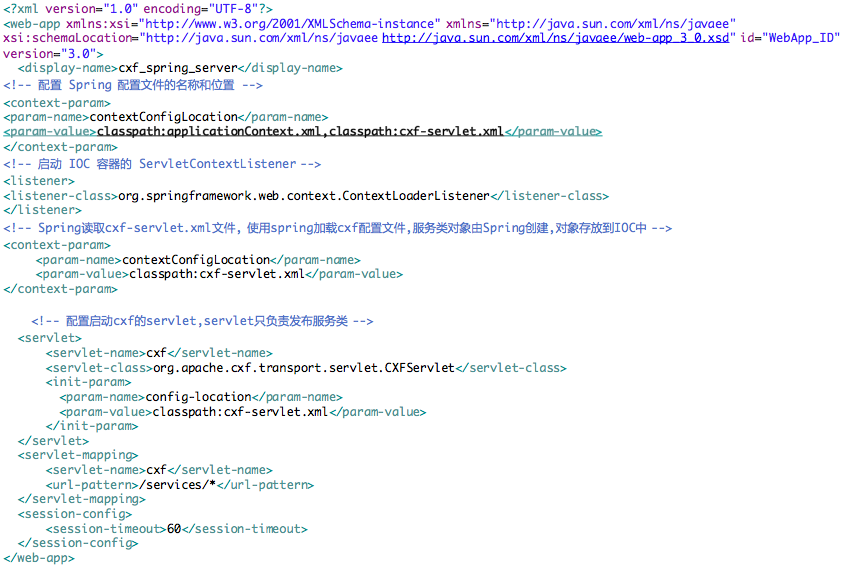 <?xml version="1.0" encoding="UTF-8"?>
<web-app xmlns:xsi="http://www.w3.org/2001/XMLSchema-instance" xmlns="http://java.sun.com/xml/ns/javaee"
xsi:schemaLocation="http://java.sun.com/xml/ns/javaee http://java.sun.com/xml/ns/javaee/web-app_3_0.xsd" id="WebApp_ID"
version="3.0">
<display-name>cxf_spring_server</display-name>
<!-- 配置 Spring 配置文件的名称和位置 -->
<context-param>
<param-name>contextConfigLocation</param-name>
<param-value>classpath:applicationContext.xml,classpath:cxf-servlet.xml</param-value>
</context-param>
<!-- 启动 IOC 容器的 ServletContextListener -->
<listener>
<listener-class>org.springframework.web.context.ContextLoaderListener</listener-class>
</listener>
<!-- Spring读取cxf-servlet.xml文件, 使用spring加载cxf配置文件,服务类对象由Spring创建,对象存放到IOC中 -->
<context-param>
<param-name>contextConfigLocation</param-name>
<param-value>classpath:cxf-servlet.xml</param-value>
</context-param>
<!-- 配置启动cxf的servlet,servlet只负责发布服务类 -->
<servlet>
<servlet-name>cxf</servlet-name>
<servlet-class>org.apache.cxf.transport.servlet.CXFServlet</servlet-class>
<init-param>
<param-name>config-location</param-name>
<param-value>classpath:cxf-servlet.xml</param-value>
</init-param>
</servlet>
<servlet-mapping>
<servlet-name>cxf</servlet-name>
<url-pattern>/services/*</url-pattern>
</servlet-mapping>
<session-config>
<session-timeout>60</session-timeout>
</session-config>
</web-app>